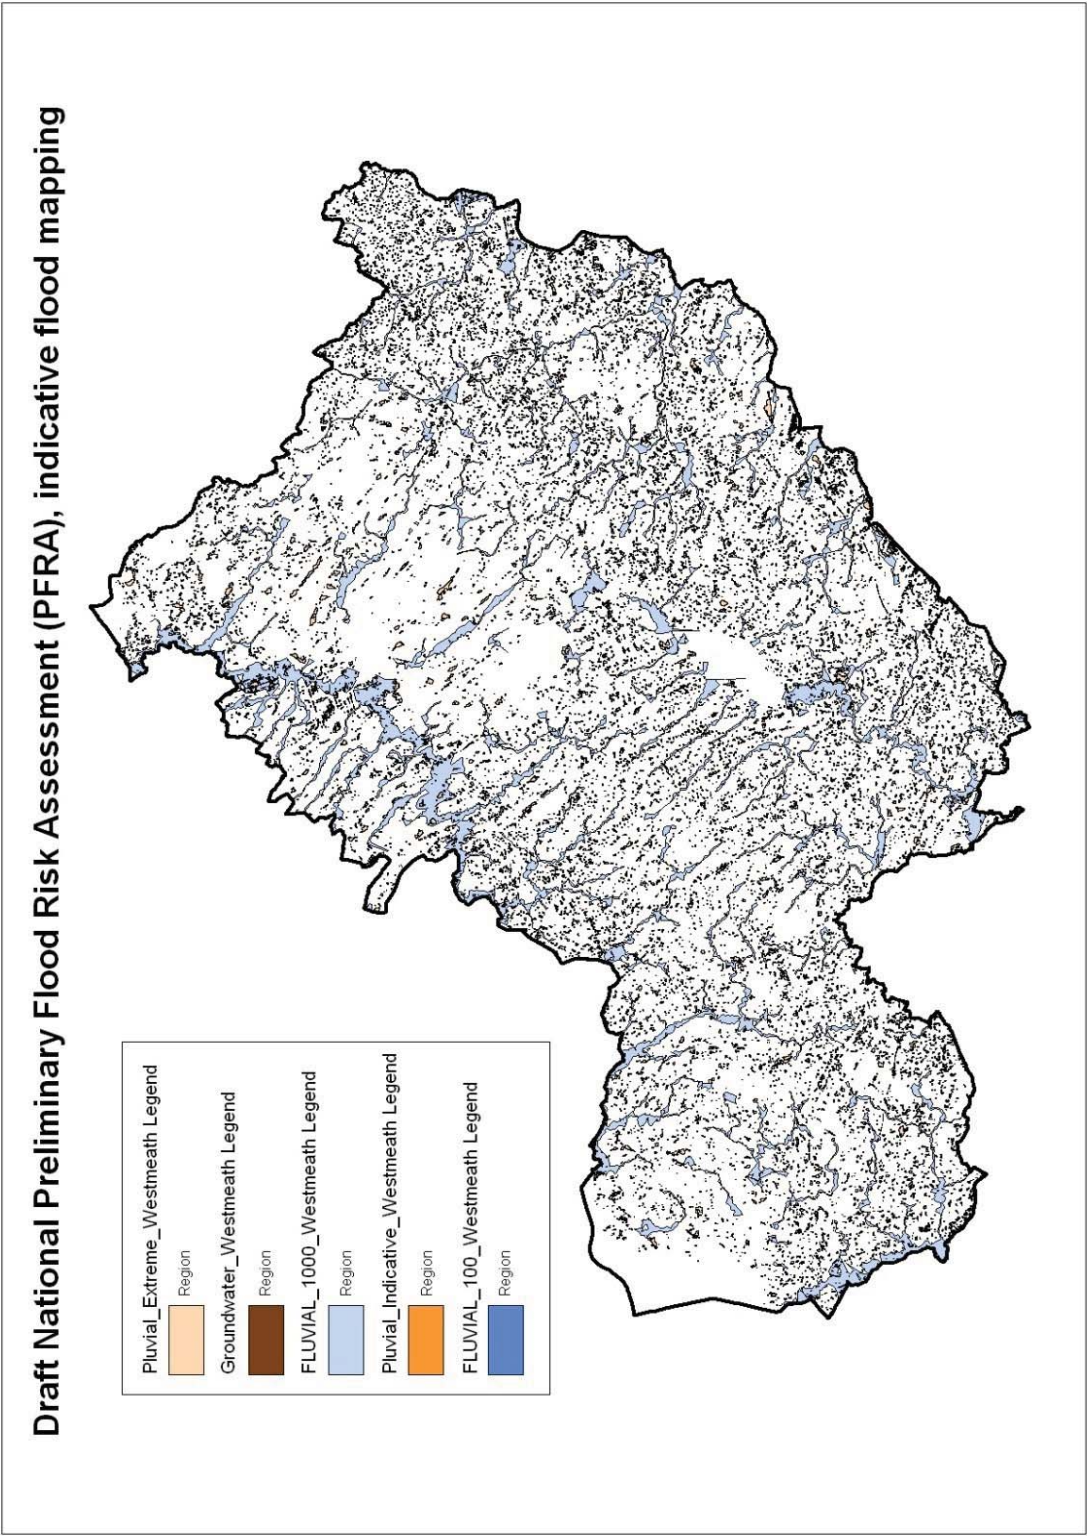 Draft National Preliminary Flood Risk Assessment (PFRA), indicative flood mapping
Pluvial_Extreme_Westmeath Legend
Region
Groundwater_Westmeath Legend
Region
FLUVIAL_1000_Westmeath Legend
Region
Pluvial_Indicative_Westmeath Legend
Region
FLUVIAL_100_Westmeath Legend
Region